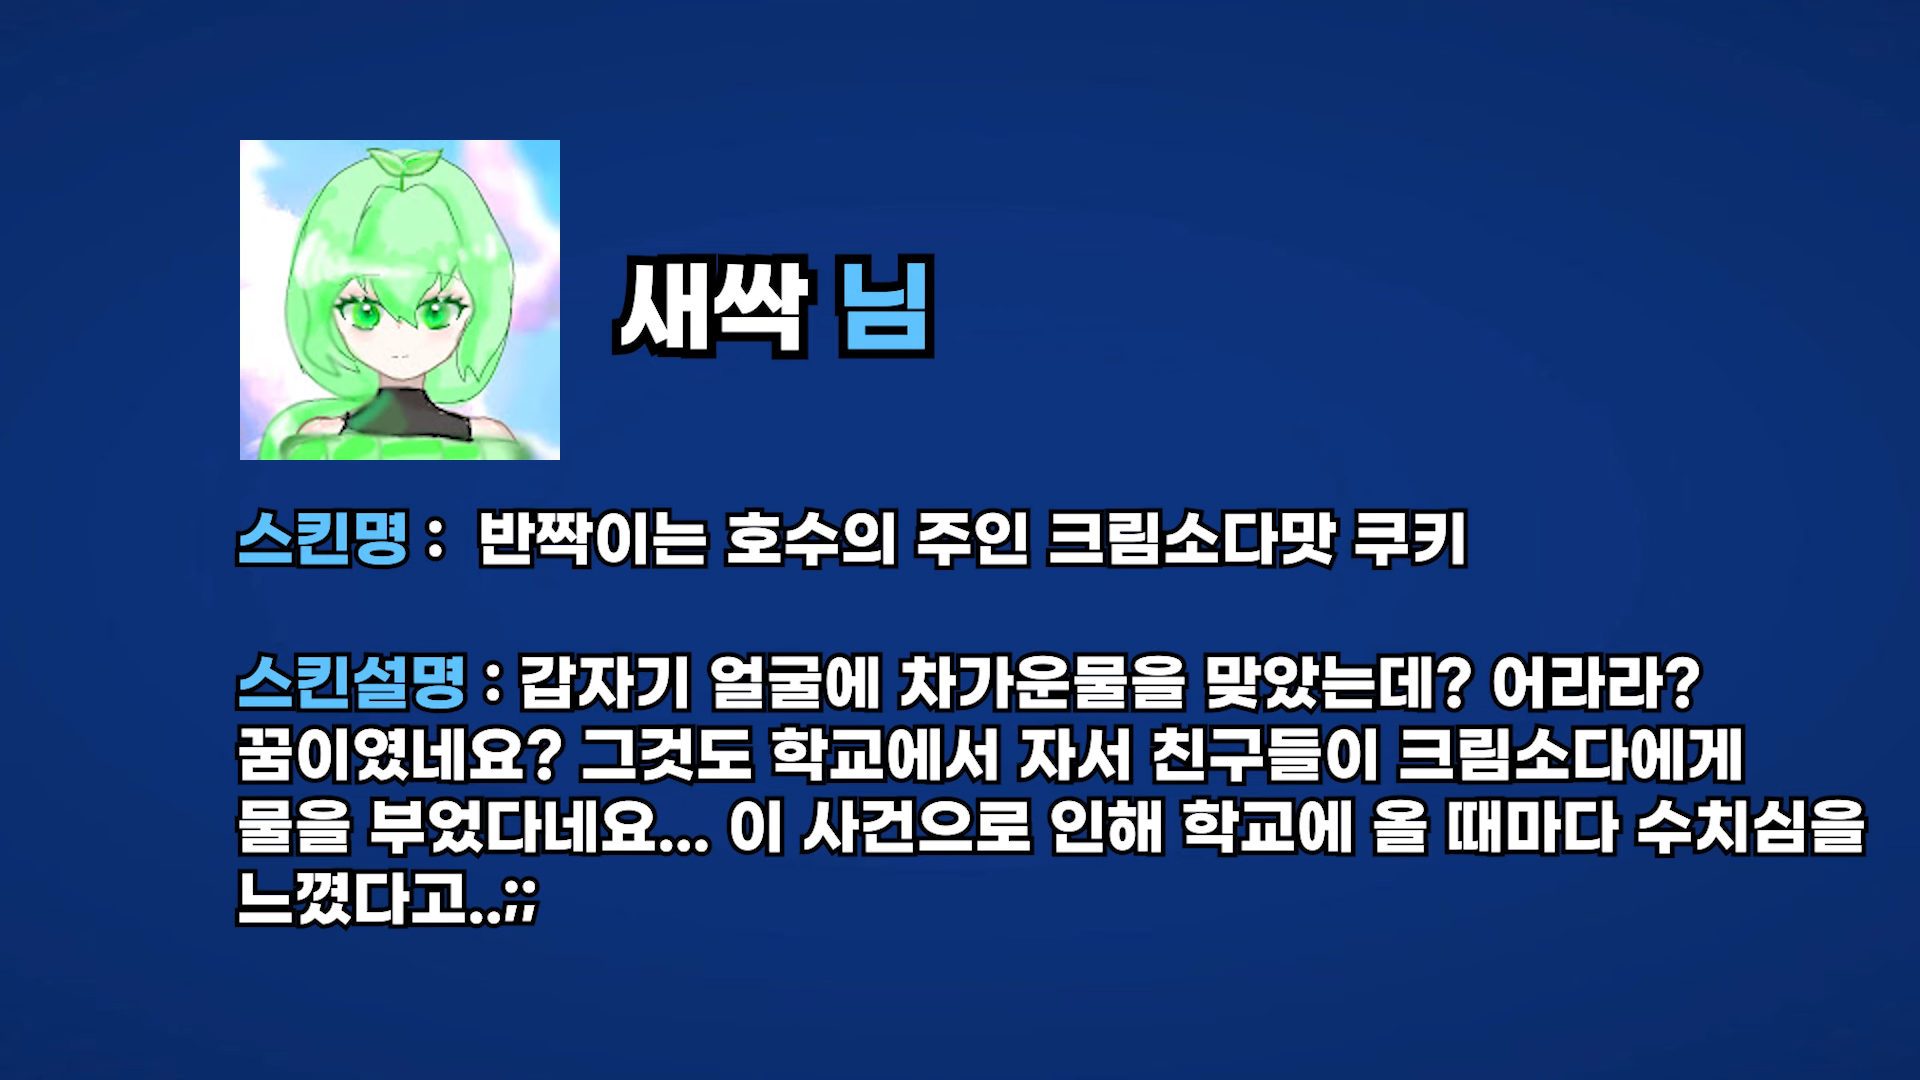 새싹 님
스킨명 : 반짝이는 호수의 주인 크림소다맛 쿠키
스킨설명 : 갑자기 얼굴에 차가운물을 맞았는데? 어라라?
꿈이였네요? 그것도 학교에서 자서 친구들이 크림소다에게
물을 부었다네요... 이 사건으로 인해 학교에 올 때마다 수치심을
느꼈다고..;;